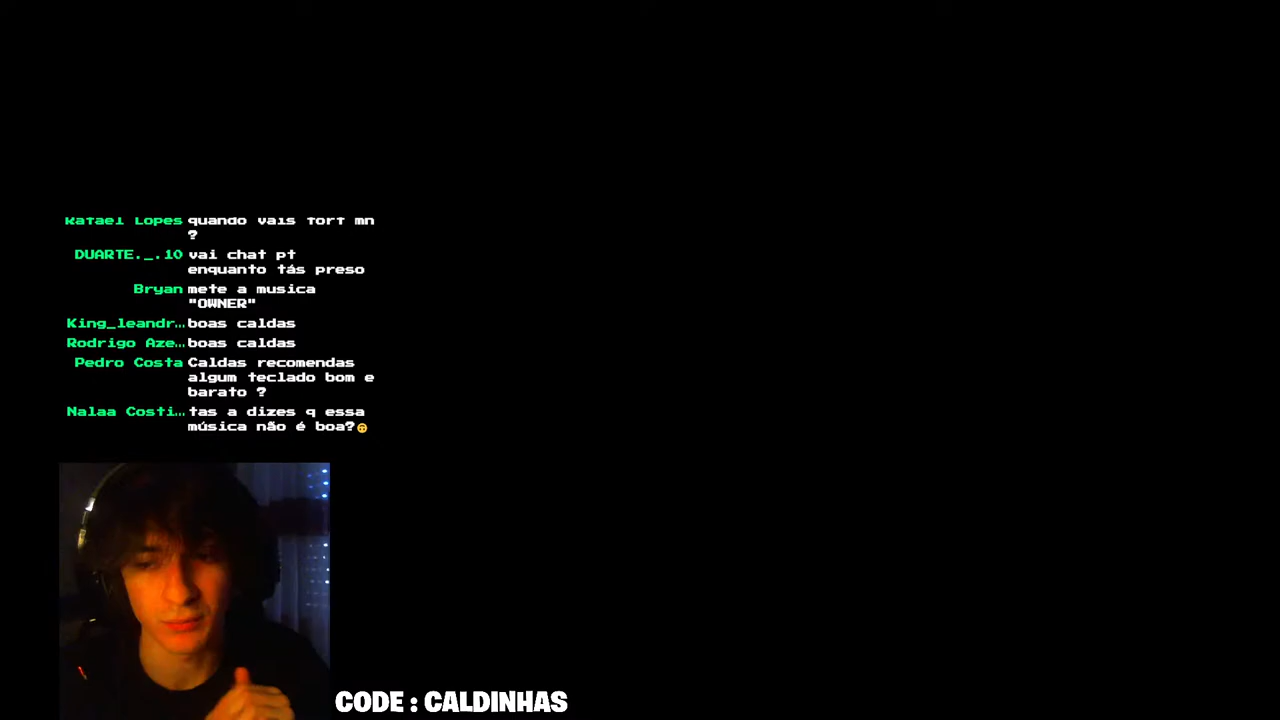 Rafael Lopes quando vais fort mn
?
DUARTE._.10 vai chat pt
enquanto tás preso
Bryan mete a musica
"OWNER"
King_leandr… boas caldas
Rodrigo Aze… boas caldas
Pedro Costa Caldas recomendas
algum teclado bom e
barato ?
Nalaa Costi… tas a dizes q essa
música não é boa?🙃
CODE : CALDINHAS